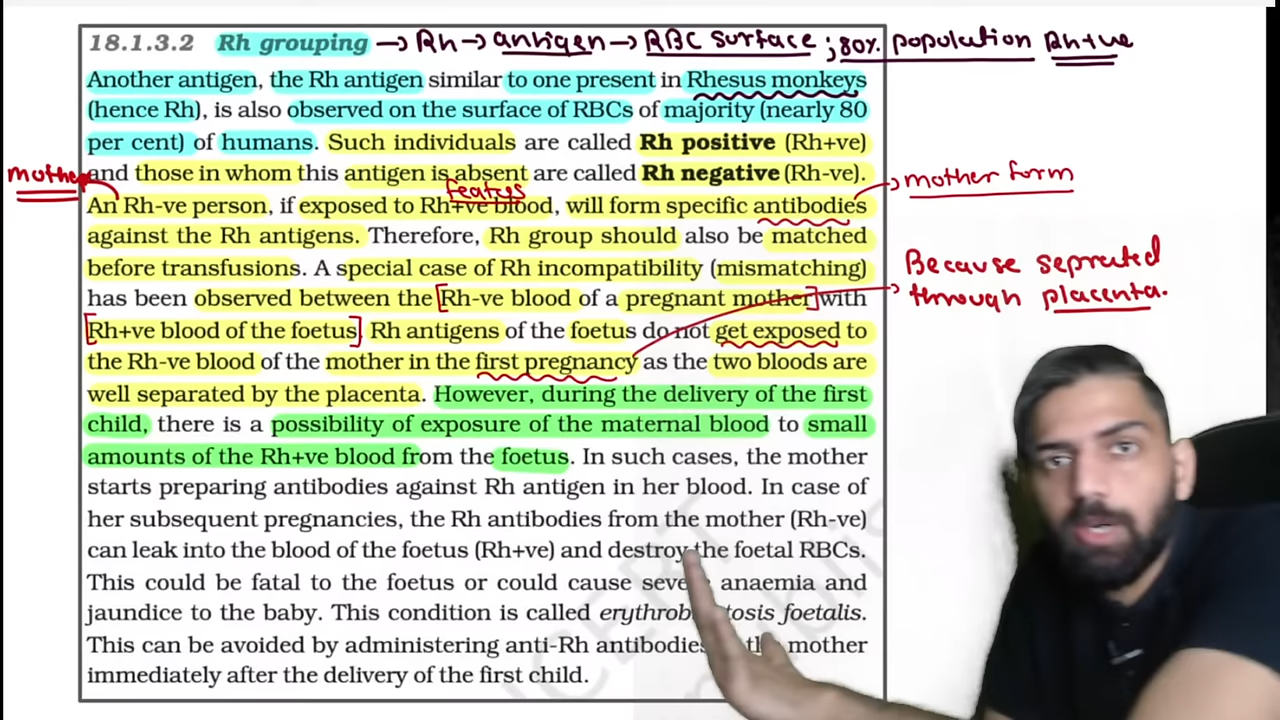 18.1.3.2 Rh grouping → Rh → antigen → RBC surface ; 80% population Rh+ve
Another antigen, the Rh antigen similar to one present in Rhesus monkeys
(hence Rh), is also observed on the surface of RBCs of majority (nearly 80
per cent) of humans. Such individuals are called Rh positive (Rh+ve)
mother
and those in whom this antigen is absent are called Rh negative (Rh-ve).
mother form
An Rh-ve person, if exposed to Rh+ve blood, will form specific antibodies
against the Rh antigens. Therefore, Rh group should also be matched
before transfusions. A special case of Rh incompatibility (mismatching)
Because seprated
through placenta.
has been observed between the [Rh-ve blood of a pregnant mother] with
[Rh+ve blood of the foetus]. Rh antigens of the foetus do not get exposed to
the Rh-ve blood of the mother in the first pregnancy as the two bloods are
well separated by the placenta. However, during the delivery of the first
child, there is a possibility of exposure of the maternal blood to small
amounts of the Rh+ve blood from the foetus. In such cases, the mother
starts preparing antibodies against Rh antigen in her blood. In case of
her subsequent pregnancies, the Rh antibodies from the mother (Rh-ve)
can leak into the blood of the foetus (Rh+ve) and destroy the foetal RBCs.
This could be fatal to the foetus or could cause anaemia and
jaundice to the baby. This condition is called foetalis.
This can be avoided by administering anti-Rh antibodies mother
immediately after the delivery of the first child.